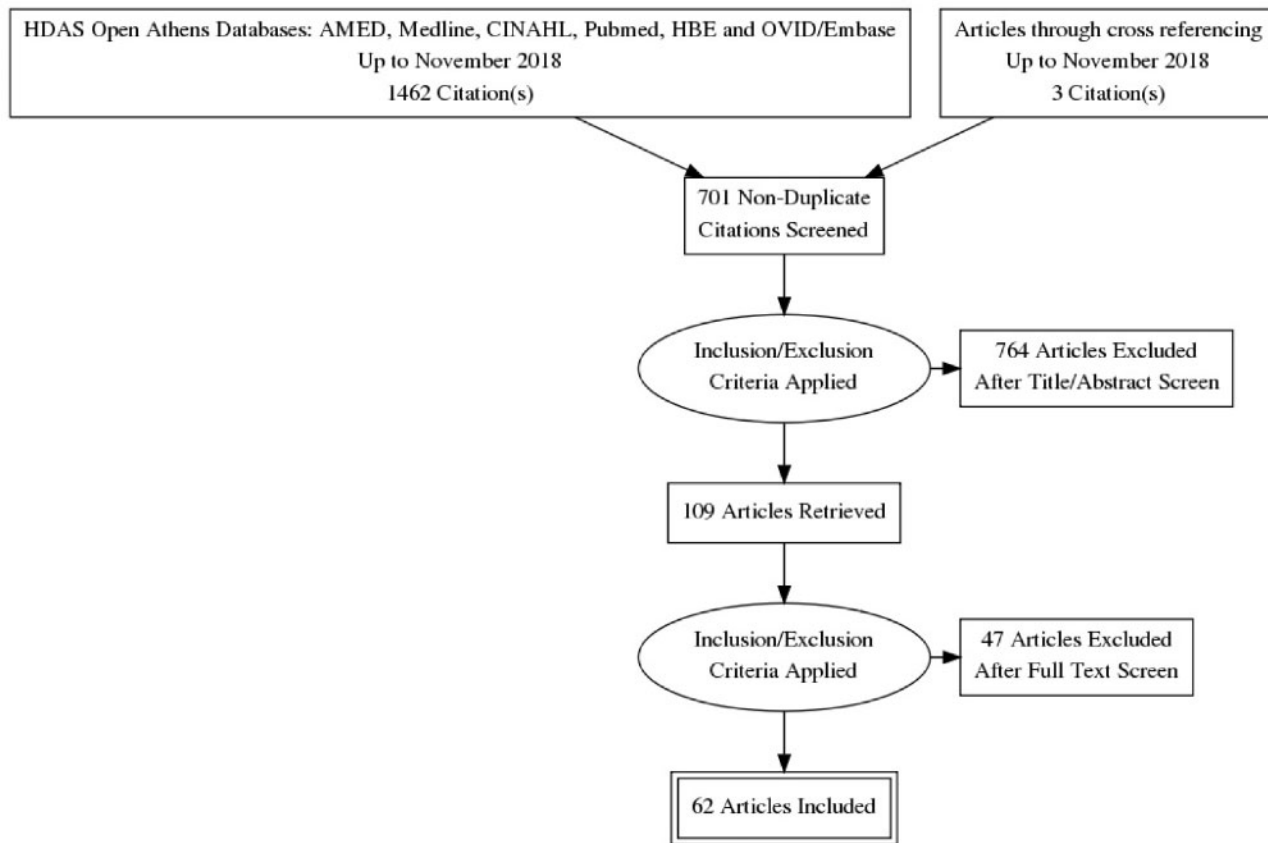 HDAS Open Athens Databases: AMED, Medline, CINAHL, Pubmed, HBE and OVID/Embase
Up to November 2018
1462 Citation(s)
Articles through cross referencing
Up to November 2018
3 Citation(s)
701 Non-Duplicate
Citations Screened
Inclusion/Exclusion
Criteria Applied
764 Articles Excluded
After Title/Abstract Screen
109 Articles Retrieved
Inclusion/Exclusion
Criteria Applied
47 Articles Excluded
After Full Text Screen
62 Articles Included